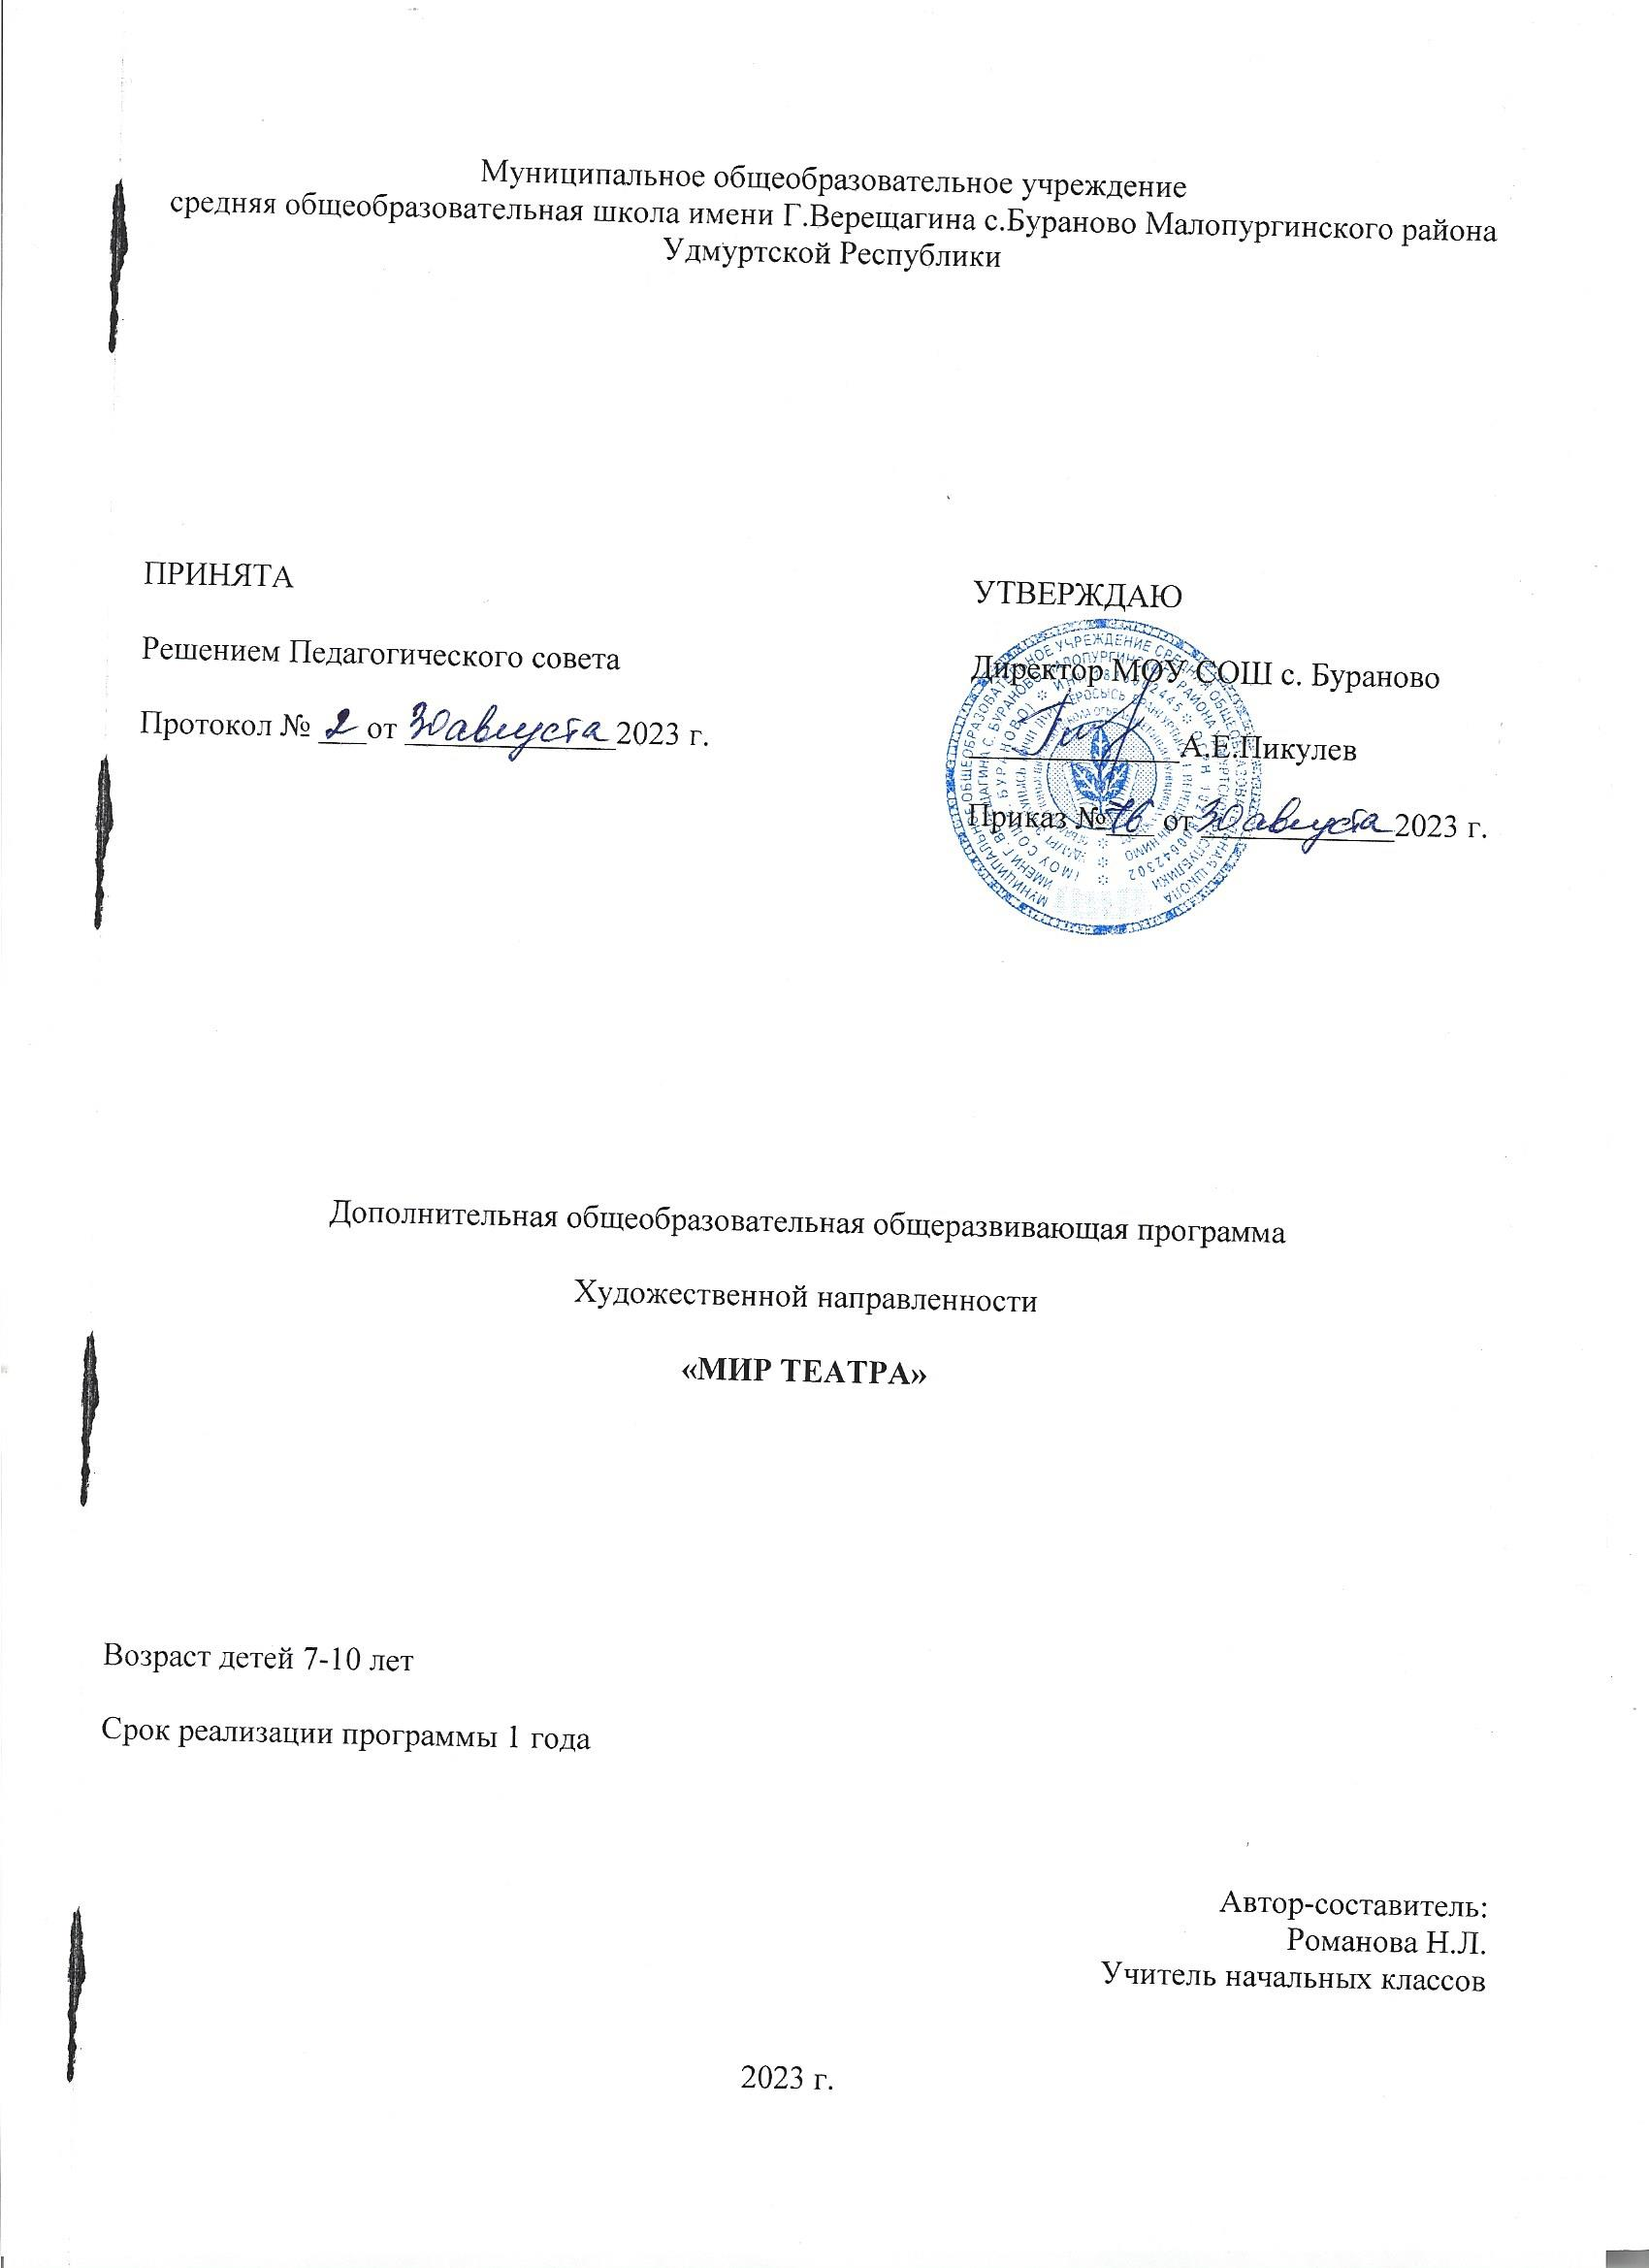 Муниципальное общеобразовательное учреждение
средняя общеобразовательная школа имени Г.Верещагина с.Бураново Малопургинского района
Удмуртской Республики
ПРИНЯТА
Решением Педагогического совета
Протокол № 2 от 30 августа 2023 г.
УТВЕРЖДАЮ
Директор МОУ СОШ с. Бураново
А.Е.Пикулев
Приказ № 76 от 30 августа 2023 г.
Дополнительная общеобразовательная общеразвивающая программа
Художественной направленности
«МИР ТЕАТРА»
Возраст детей 7-10 лет
Срок реализации программы 1 года
Автор-составитель:
Романова Н.Л.
Учитель начальных классов
2023 г.